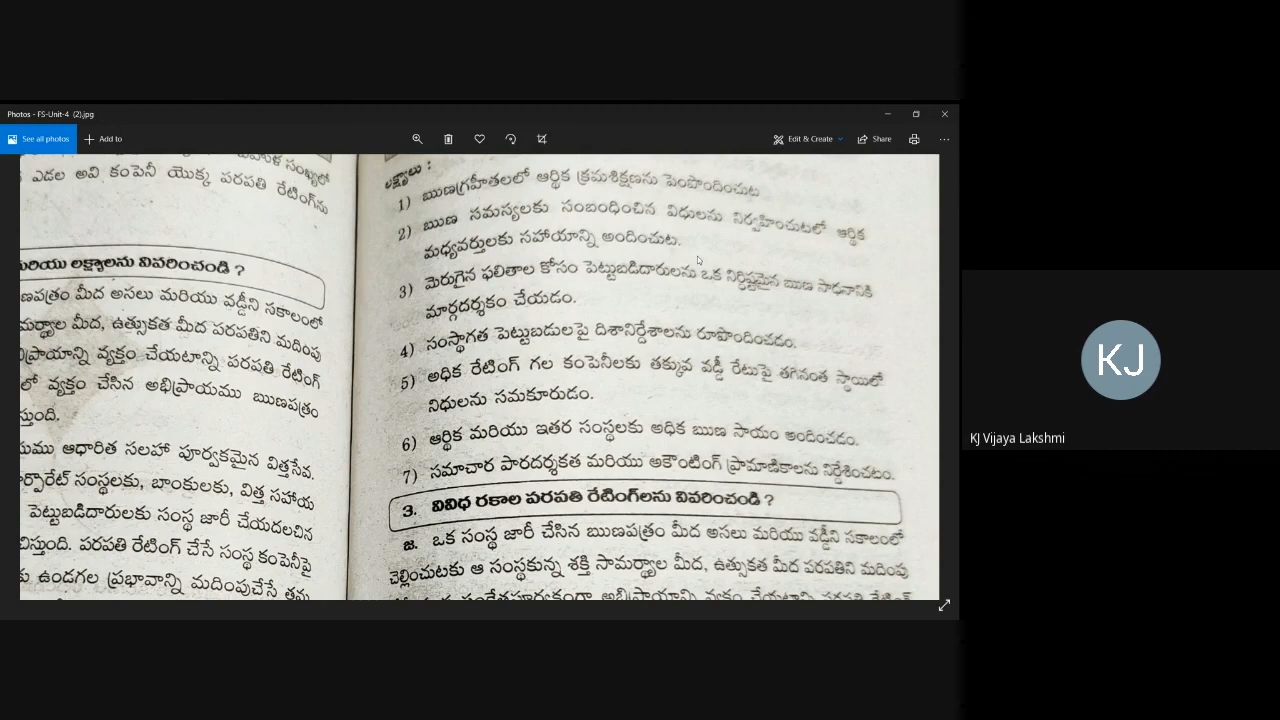 Photos - FS-Unit-4 (2).jpg
See all photos
Add to
Edit & Create
Share
సంఖ్యలో
ఎడల అవి కంపెనీ యొక్క పరపతి రేటింగ్‌ను
మరియు లక్ష్యాలను వివరించండి ?
ణపత్రం మీద అసలు మరియు వడ్డీని సకాలంలో
మర్థ్యాల మీద, ఉత్సుకత మీద పరపతిని మదింపు
భిప్రాయాన్ని వ్యక్తం చేయటాన్ని పరపతి రేటింగ్
లో వ్యక్తం చేసిన అభిప్రాయము ఋణపత్రం
స్తుంది.
ఆధారిత సలహా పూర్వకమైన విత్తసేవ.
ర్పొరేట్ సంస్థలకు, బాంకులకు, విత్త సహాయ
పెట్టుబడిదారులకు సంస్థ జారీ చేయదలచిన
పరపతి రేటింగ్ చేసే సంస్థ కంపెనీపై
ఉండగల ప్రభావాన్ని మదింపుచేసే తమ
లక్ష్యాలు :
1) ఋణగ్రహీతలలో ఆర్థిక క్రమశిక్షణను పెంపొందించుట
2) ఋణ సమస్యలకు సంబంధించిన విధులను నిర్వహించుటలో ఆర్థిక
మధ్యవర్తులకు సహాయాన్ని అందించుట.
3) మెరుగైన ఫలితాల కోసం పెట్టుబడిదారులను ఒక నిర్దిష్టమైన ఋణ సాధనానికి
మార్గదర్శకం చేయడం.
4) సంస్థాగత పెట్టుబడులపై దిశానిర్దేశాలను రూపొందించడం.
5) అధిక రేటింగ్ గల కంపెనీలకు తక్కువ వడ్డీ రేటుపై తగినంత స్థాయిలో
నిధులను సమకూరుడం.
6) ఆర్థిక మరియు ఇతర సంస్థలకు అధిక ఋణ సాయం అందించడం.
7) సమాచార పారదర్శకత మరియు అకౌంటింగ్ ప్రామాణికాలను నిర్దేశించటం.
3. వివిధ రకాల పరపతి రేటింగ్‌లను వివరించండి ?
జ. ఒక సంస్థ జారీ చేసిన ఋణపత్రం మీద అసలు మరియు వడ్డీని సకాలంలో
చెల్లించుటకు ఆ సంస్థకున్న శక్తి సామర్థ్యాల మీద, ఉత్సుకత మీద పరపతిని మదింపు
అభిప్రాయాన్ని వ్యక్తం చేయటాన్ని పరపతి రేటింగ్
KJ
KJ Vijaya Lakshmi